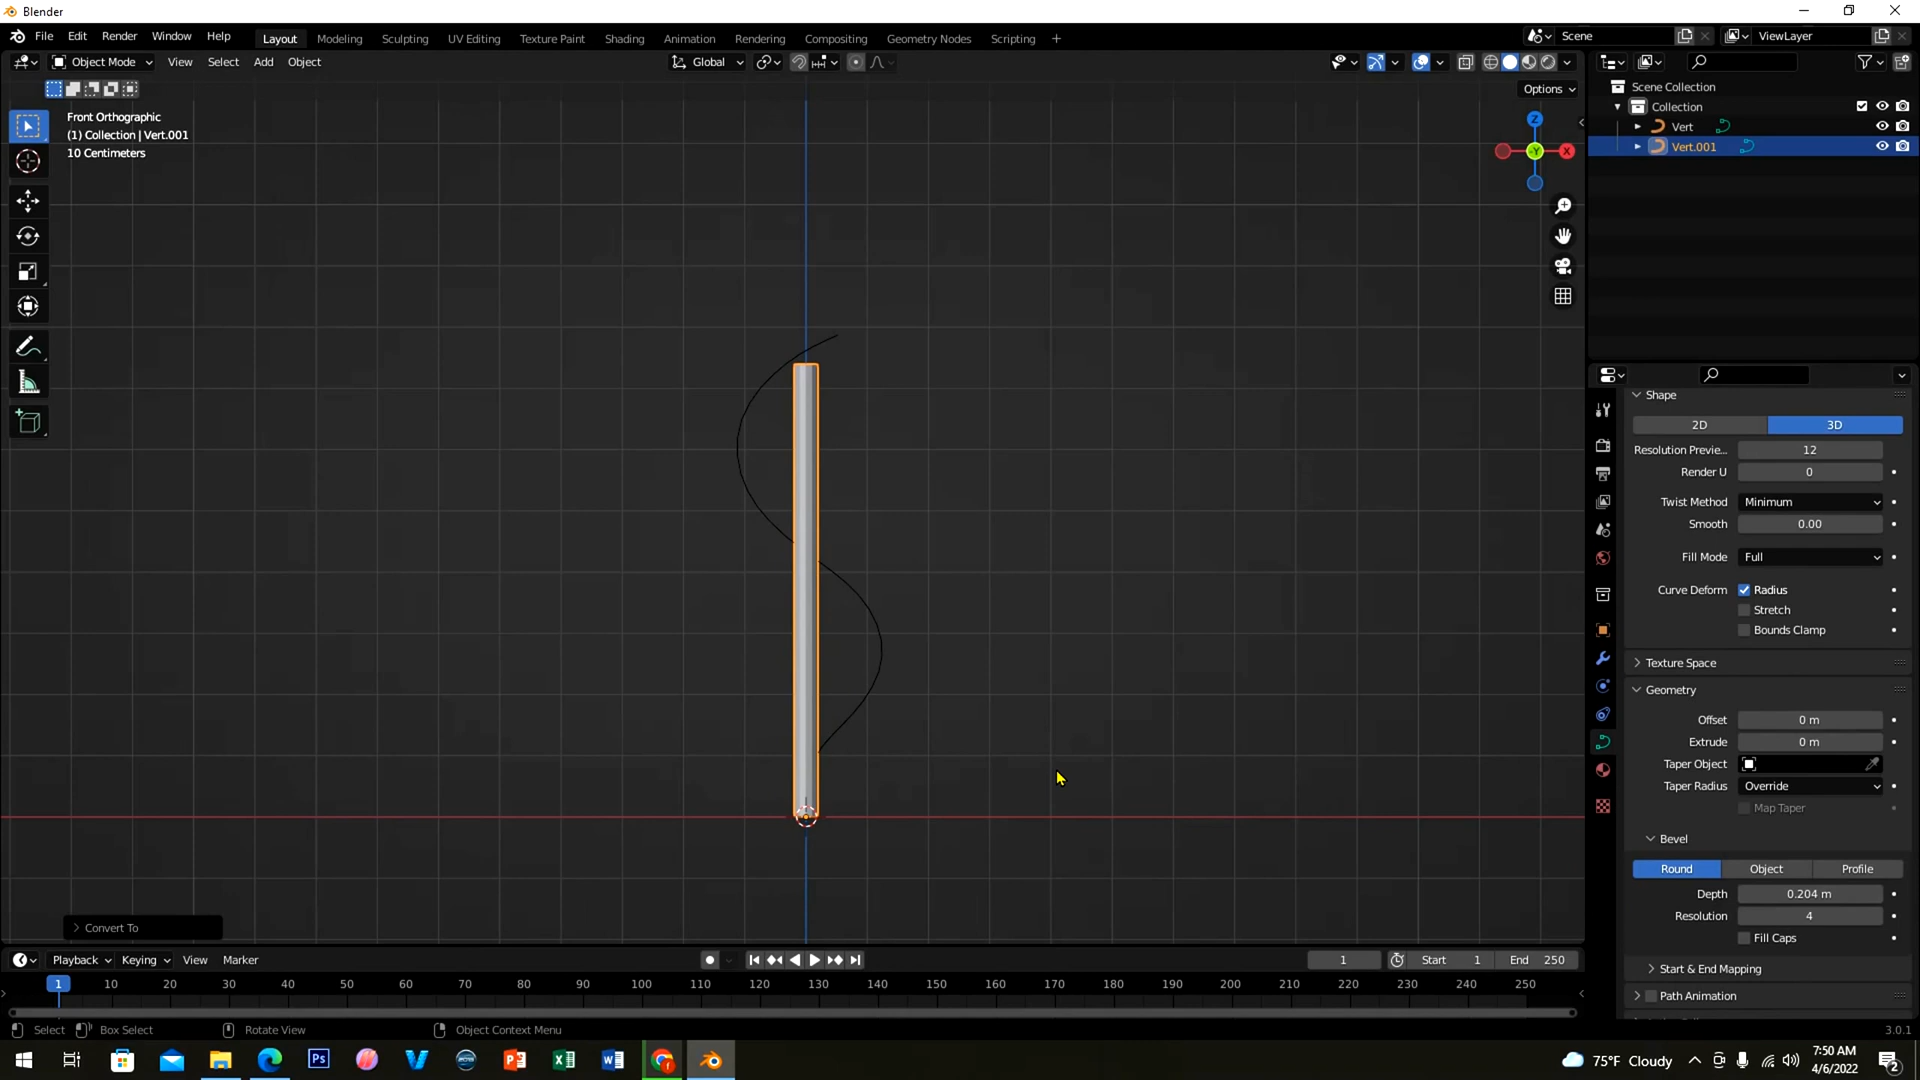 Blender
File Edit Render Window Help
Layout Modeling Sculpting UV Editing Texture Paint Shading Animation Rendering Compositing Geometry Nodes Scripting +
Scene
ViewLayer
Object Mode View Select Add Object
Global
Options
Front Orthographic
(1) Collection | Vert.001
10 Centimeters
Z
-Y
X
Scene Collection
Collection
Vert
Vert.001
Shape
2D 3D
Resolution Previe... 12
Render U 0
Twist Method Minimum
Smooth 0.00
Fill Mode Full
Curve Deform Radius
Stretch
Bounds Clamp
Texture Space
Geometry
Offset 0 m
Extrude 0 m
Taper Object
Taper Radius Override
Map Taper
Bevel
Round Object Profile
Depth 0.204 m
Resolution 4
Fill Caps
Start & End Mapping
Path Animation
Convert To
Playback Keying View Marker
1 Start 1 End 250
1 10 20 30 40 50 60 70 80 90 100 110 120 130 140 150 160 170 180 190 200 210 220 230 240 250
Select Box Select Rotate View Object Context Menu
3.0.1
75°F Cloudy
7:50 AM
4/6/2022
2